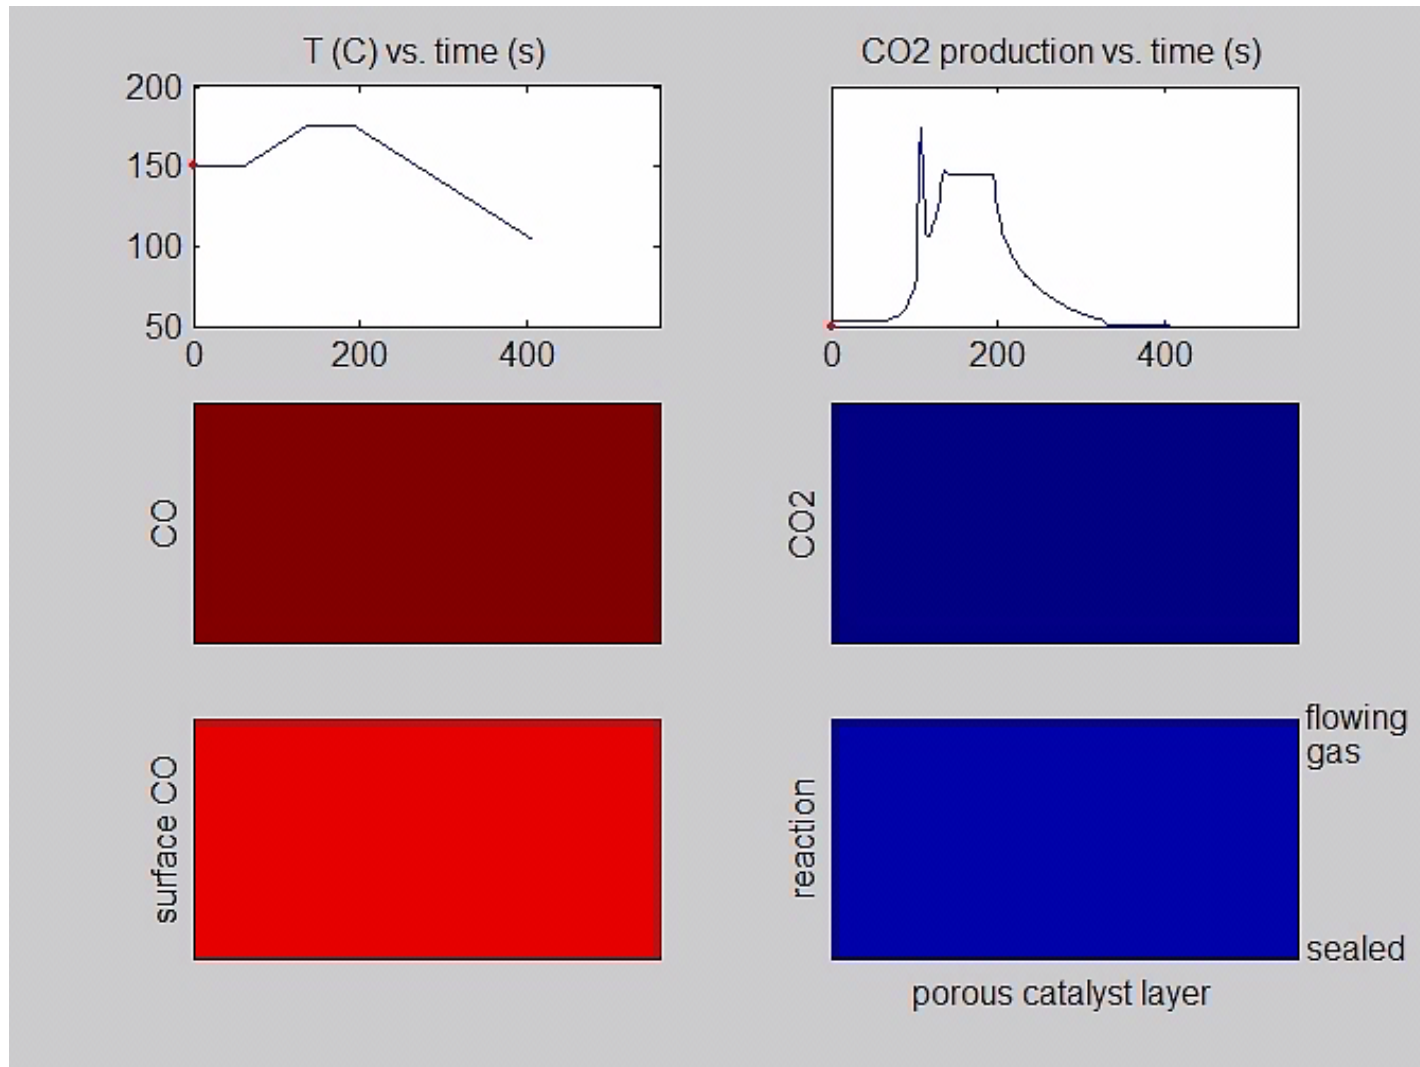 T (C) vs. time (s)
200
150
100
50
0
200
400
CO2 production vs. time (s)
0
200
400
CO
CO2
surface CO
reaction
flowing
gas
sealed
porous catalyst layer